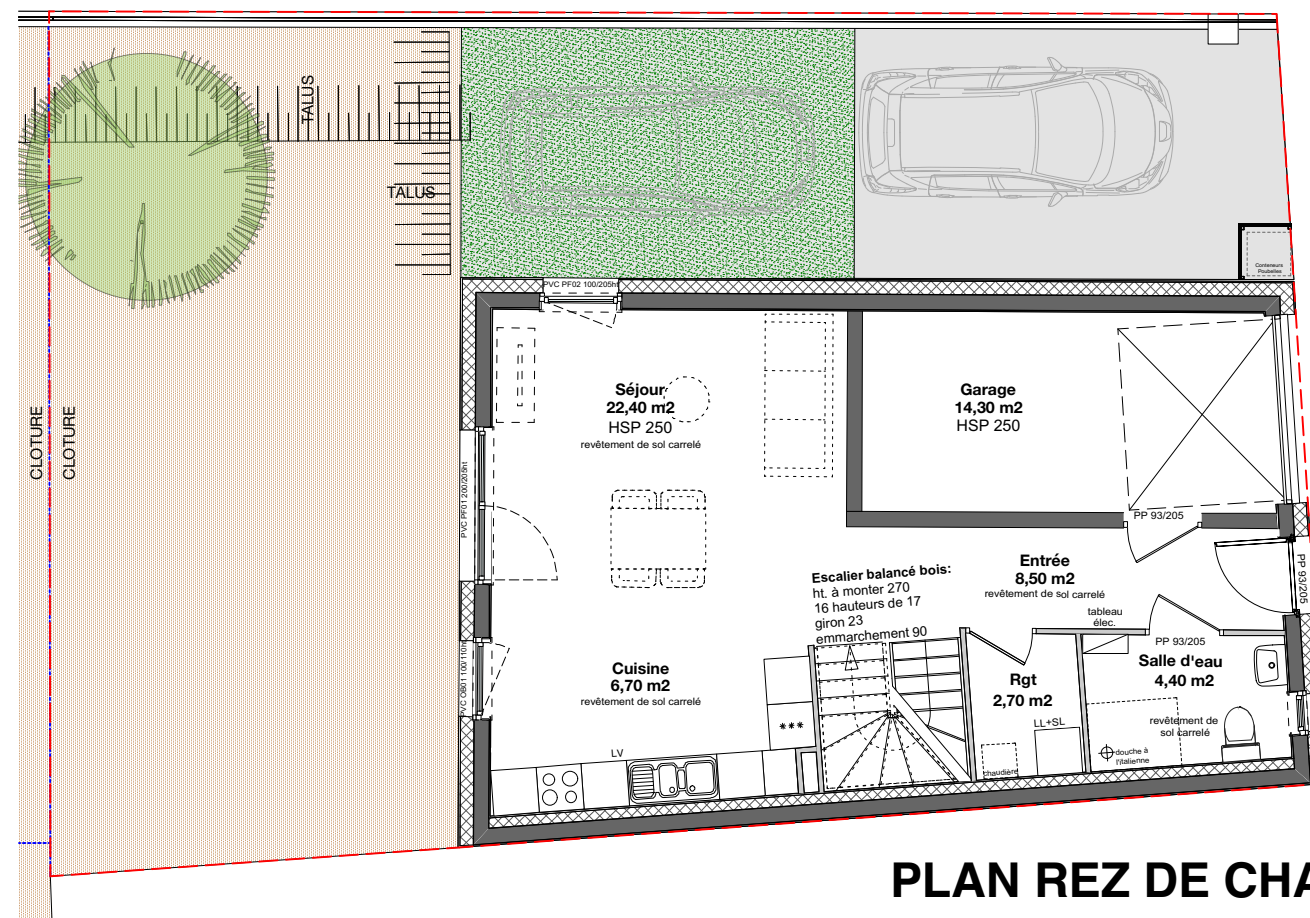 TALUS
TALUS
CLOTURE
CLOTURE
Conteneurs
Poubelles
PVC PF02 100/205ht
Séjour
22,40 m2
HSP 250
revêtement de sol carrelé
Garage
14,30 m2
HSP 250
PVC PF01 200/205ht
PP 93/205
Entrée
8,50 m2
revêtement de sol carrelé
PP 93/205
Escalier balancé bois:
ht. à monter 270
16 hauteurs de 17
giron 23
emmarchement 90
tableau
élec.
PP 93/205
Salle d'eau
4,40 m2
revêtement de
sol carrelé
douche à
l'italienne
Rgt
2,70 m2
LL+SL
chaudière
Cuisine
6,70 m2
revêtement de sol carrelé
PVC OB01 100/110ht
LV
***
PLAN REZ DE CHA